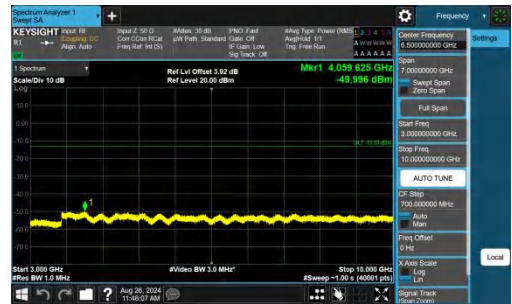 Spectrum Analyzer 1
Swept SA
Frequency
KEYSIGHT
Input: RF
Coupling: DC
Align: Auto
Input Z: 50 Ω
Corr CCorr RCal
Freq Ref: Int (S)
#Atten: 30 dB
µW Path: Standard
PNO: Fast
Gate: Off
IF Gain: Low
Sig Track: Off
#Avg Type: Power (RMS)
Avg|Hold: 1/1
Trig: Free Run
1 Spectrum
Scale/Div 10 dB
Log
Ref Lvl Offset 3.92 dB
Ref Level 20.00 dBm
Mkr1 4.059 625 GHz
-49,996 dBm
1
Start 3.000 GHz
#Res BW 1.0 MHz
#Video BW 3.0 MHz*
Stop 10.000 GHz
#Sweep ~1.00 s (40001 pts)
Aug 26, 2024
11:48:07 AM
Center Frequency
6.500000000 GHz
Settings
Span
7.00000000 GHz
Swept Span
Zero Span
Full Span
Start Freq
3.000000000 GHz
Stop Freq
10.000000000 GHz
AUTO TUNE
CF Step
700.000000 MHz
Auto
Man
Freq Offset
0 Hz
X Axis Scale
Log
Lin
Local
Signal Track
(Span Zoom)